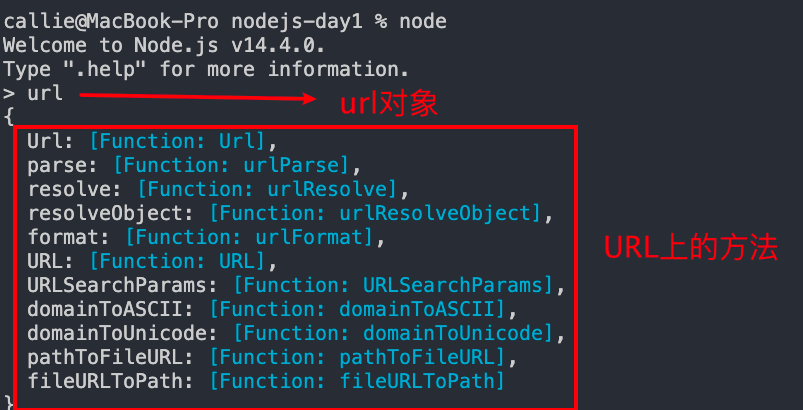 callie@MacBook-Pro nodejs-day1 % node
Welcome to Node.js v14.4.0.
Type ".help" for more information.
> url
url对象
{
Url: [Function: Url],
parse: [Function: urlParse],
resolve: [Function: urlResolve],
resolveObject: [Function: urlResolveObject],
format: [Function: urlFormat],
URL: [Function: URL],
URLSearchParams: [Function: URLSearchParams],
domainToASCII: [Function: domainToASCII],
domainToUnicode: [Function: domainToUnicode],
pathToFileURL: [Function: pathToFileURL],
fileURLToPath: [Function: fileURLToPath]
}
URL上的方法